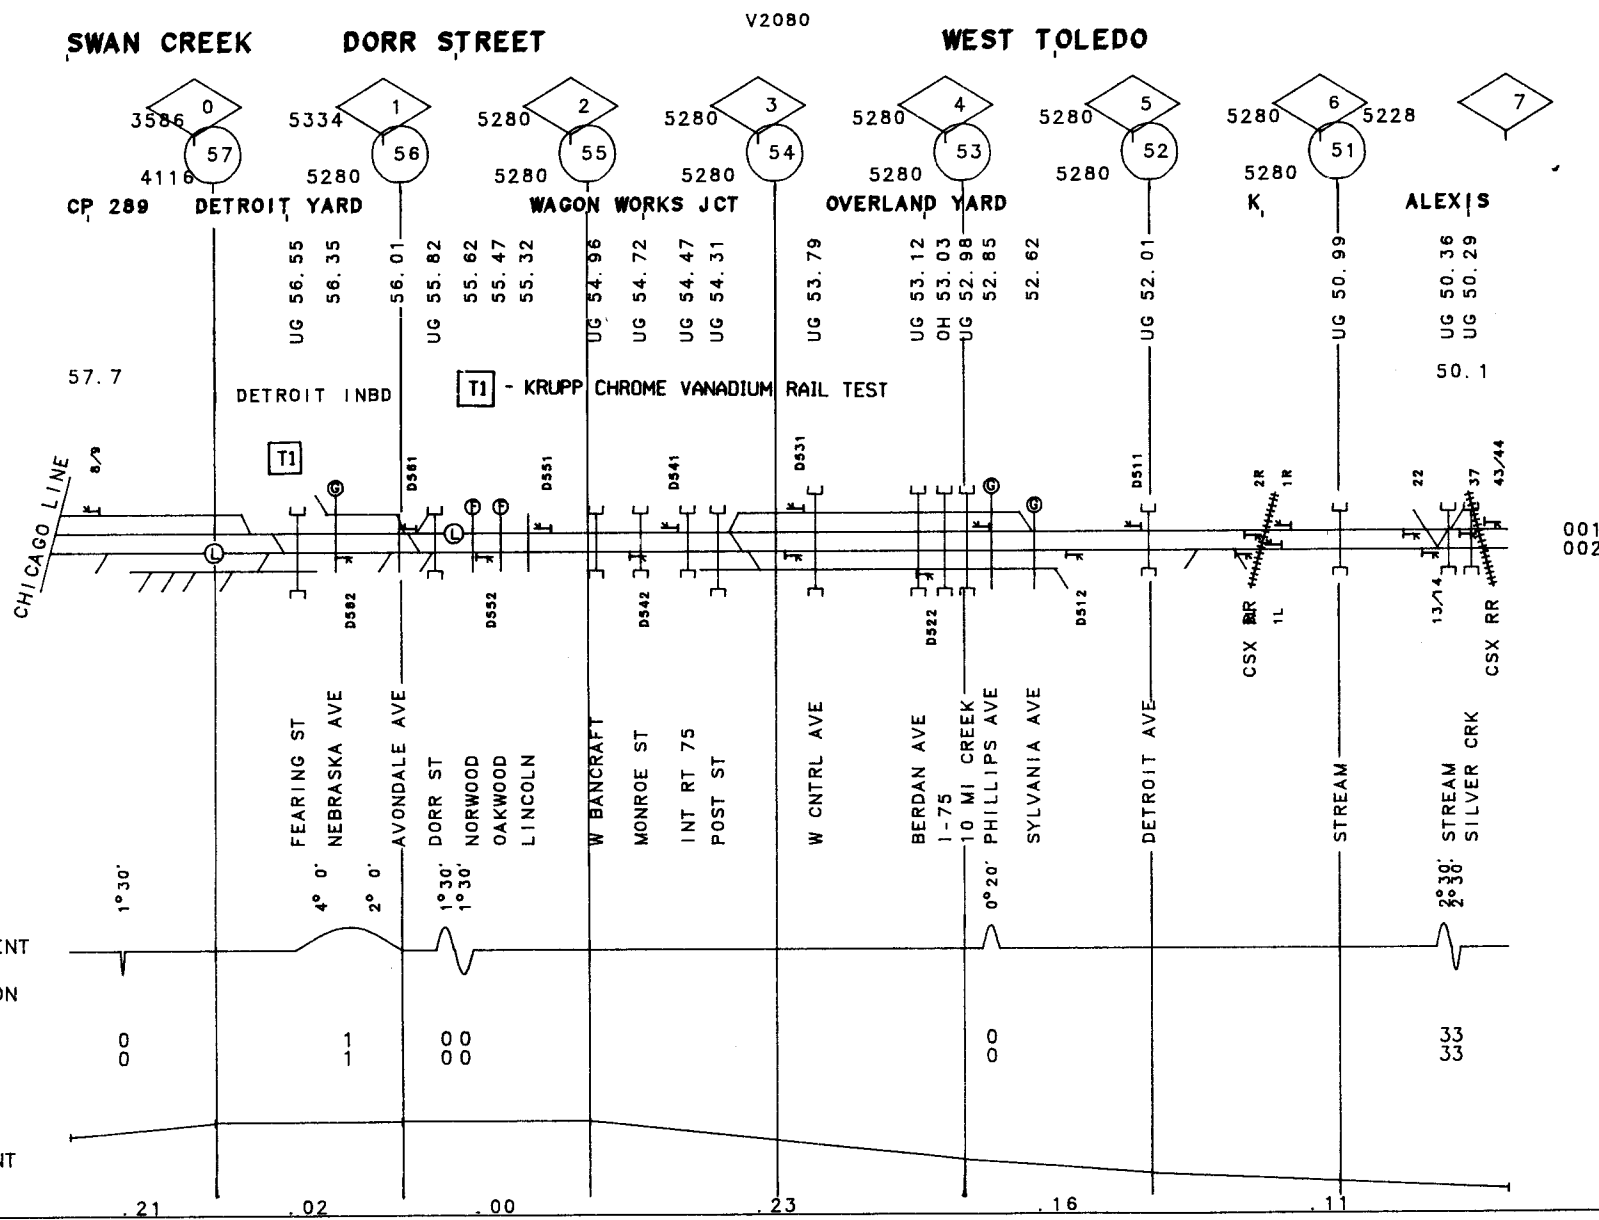 V2080
SWAN CREEK DORR STREET WEST TOLEDO
0 1 2 3 4 5 6 7
3586 5334 5280 5280 5280 5280 5280 5228
57 56 55 54 53 52 51
4116 5280 5280 5280 5280 5280 5280
CP 289 DETROIT YARD WAGON WORKS JCT OVERLAND YARD K ALEXIS
UG 56.55
56.35
56.01
UG 55.82
55.62
55.47
55.32
UG 54.96
UG 54.72
UG 54.47
UG 54.31
UG 53.79
UG 53.12
OH 53.03
UG 52.98
52.85
52.62
UG 52.01
UG 50.99
UG 50.36
UG 50.29
57.7 50.1
DETROIT INBD T1 - KRUPP CHROME VANADIUM RAIL TEST
T1
CHICAGO LINE
8/9
D561
D551
D541
D531
D511
2R
1R
22
37
43/44
G F F G G
L L
001
002
D562
D552
D542
D522
D512
1L
13/14
CSX RR
CSX RR
FEARING ST
NEBRASKA AVE
AVONDALE AVE
DORR ST
NORWOOD
OAKWOOD
LINCOLN
W BANCRAFT
MONROE ST
INT RT 75
POST ST
W CNTRL AVE
BERDAN AVE
I-75
10 MI CREEK
PHILLIPS AVE
SYLVANIA AVE
DETROIT AVE
STREAM
STREAM
SILVER CRK
1°30'
4° 0'
2° 0'
1°30'
1°30'
0°20'
2°30'
2°30'
ENT
ON
0 1 0 0 0 33
0 1 0 0 0 33
NT
.21 .02 .00 .23 .16 .11